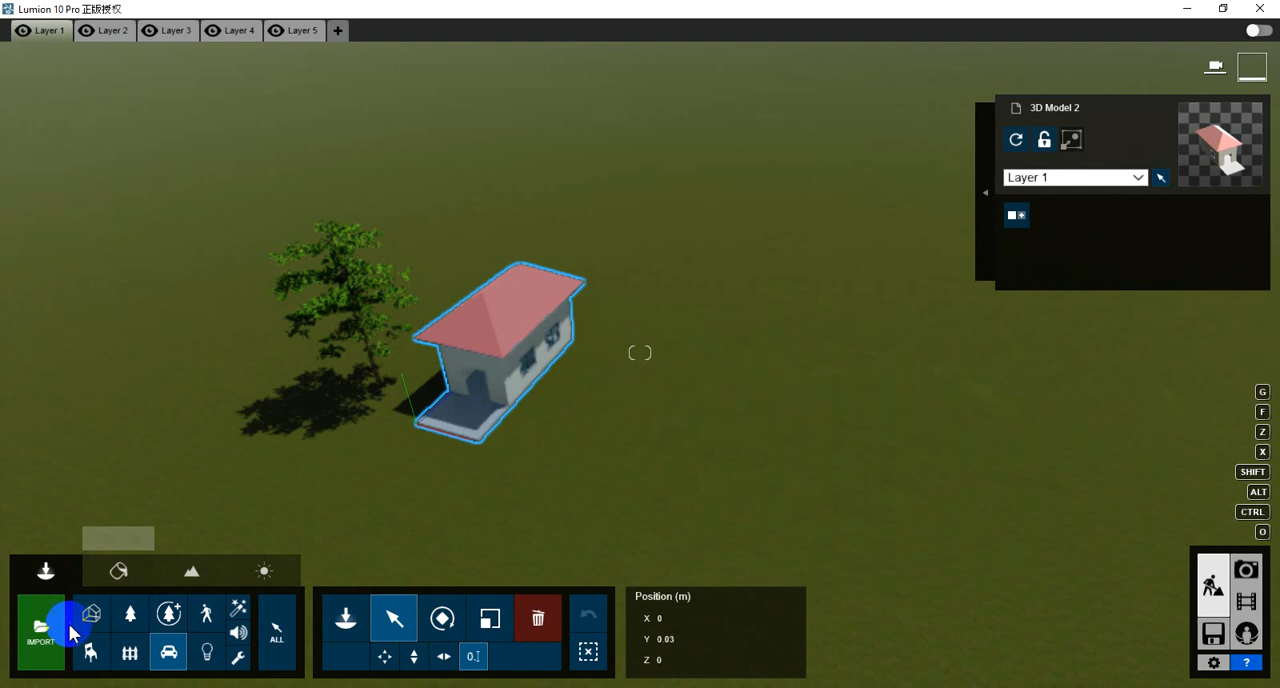 Lumion 10 Pro 正版授权
Layer 1 Layer 2 Layer 3 Layer 4 Layer 5 +
3D Model 2
Layer 1
G
F
Z
X
SHIFT
ALT
CTRL
O
IMPORT
ALL
Position (m)
X 0
Y 0.03
Z 0
?